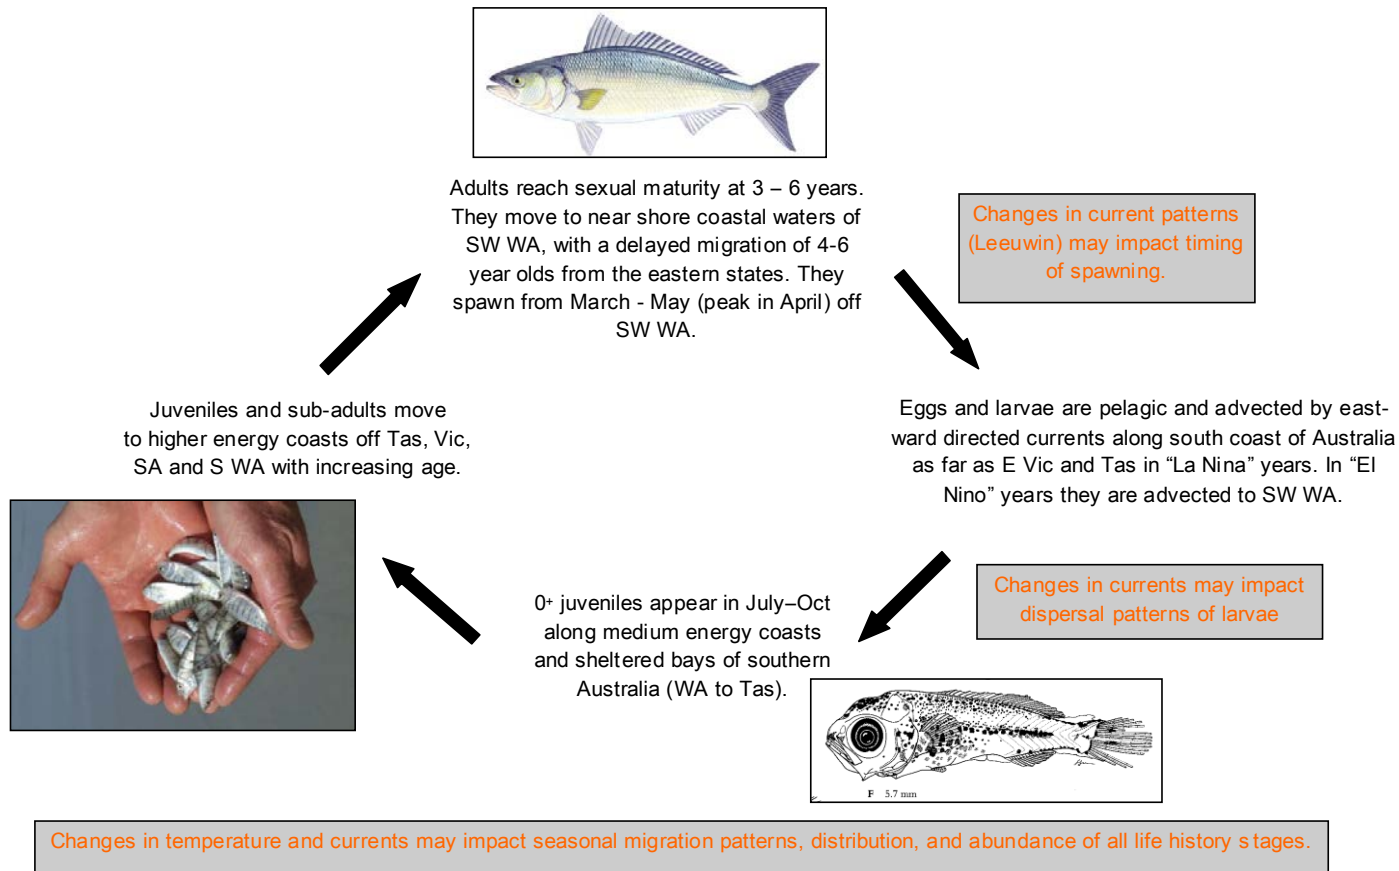 Adults reach sexual maturity at 3 – 6 years.
They move to near shore coastal waters of
SW WA, with a delayed migration of 4-6
year olds from the eastern states. They
spawn from March - May (peak in April) off
SW WA.
Changes in current patterns
(Leeuwin) may impact timing
of spawning.
Eggs and larvae are pelagic and advected by east-
ward directed currents along south coast of Australia
as far as E Vic and Tas in “La Nina” years. In “El
Nino” years they are advected to SW WA.
Changes in currents may impact
dispersal patterns of larvae
0+ juveniles appear in July–Oct
along medium energy coasts
and sheltered bays of southern
Australia (WA to Tas).
F 5.7 mm
Juveniles and sub-adults move
to higher energy coasts off Tas, Vic,
SA and S WA with increasing age.
Changes in temperature and currents may impact seasonal migration patterns, distribution, and abundance of all life history stages.